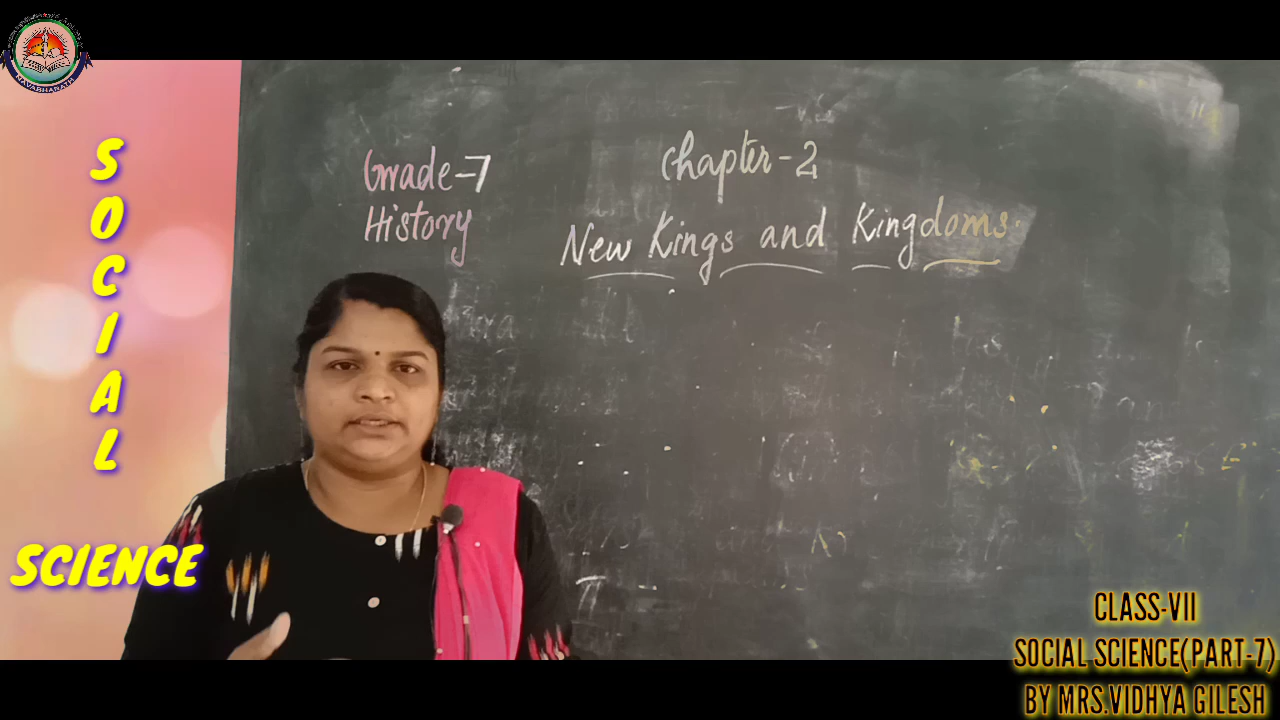 NAVABHARATH
SOCIAL
SCIENCE
Grade-7
History
Chapter-2
New Kings and Kingdoms.
CLASS-VII
SOCIAL SCIENCE(PART-7)
BY MRS.VIDHYA GILESH